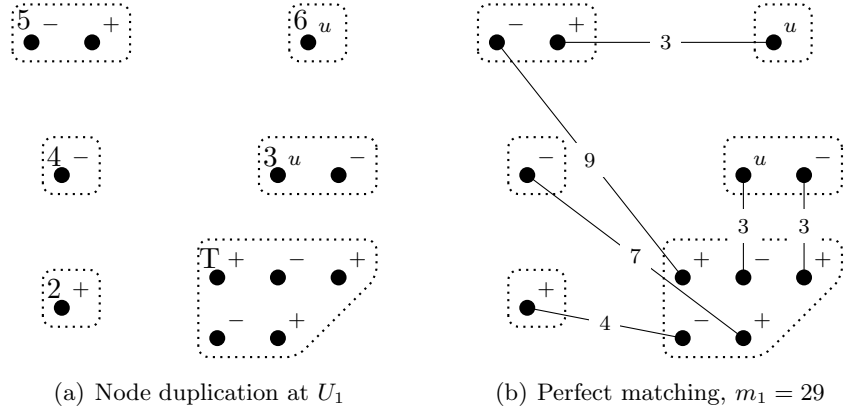 5 − + 6 u − + 3 u
4 − 3 u − − 9 u −
3 3
T + − + 7 + − +
2 + − + + 4 − +
(a) Node duplication at U₁ (b) Perfect matching, m₁ = 29